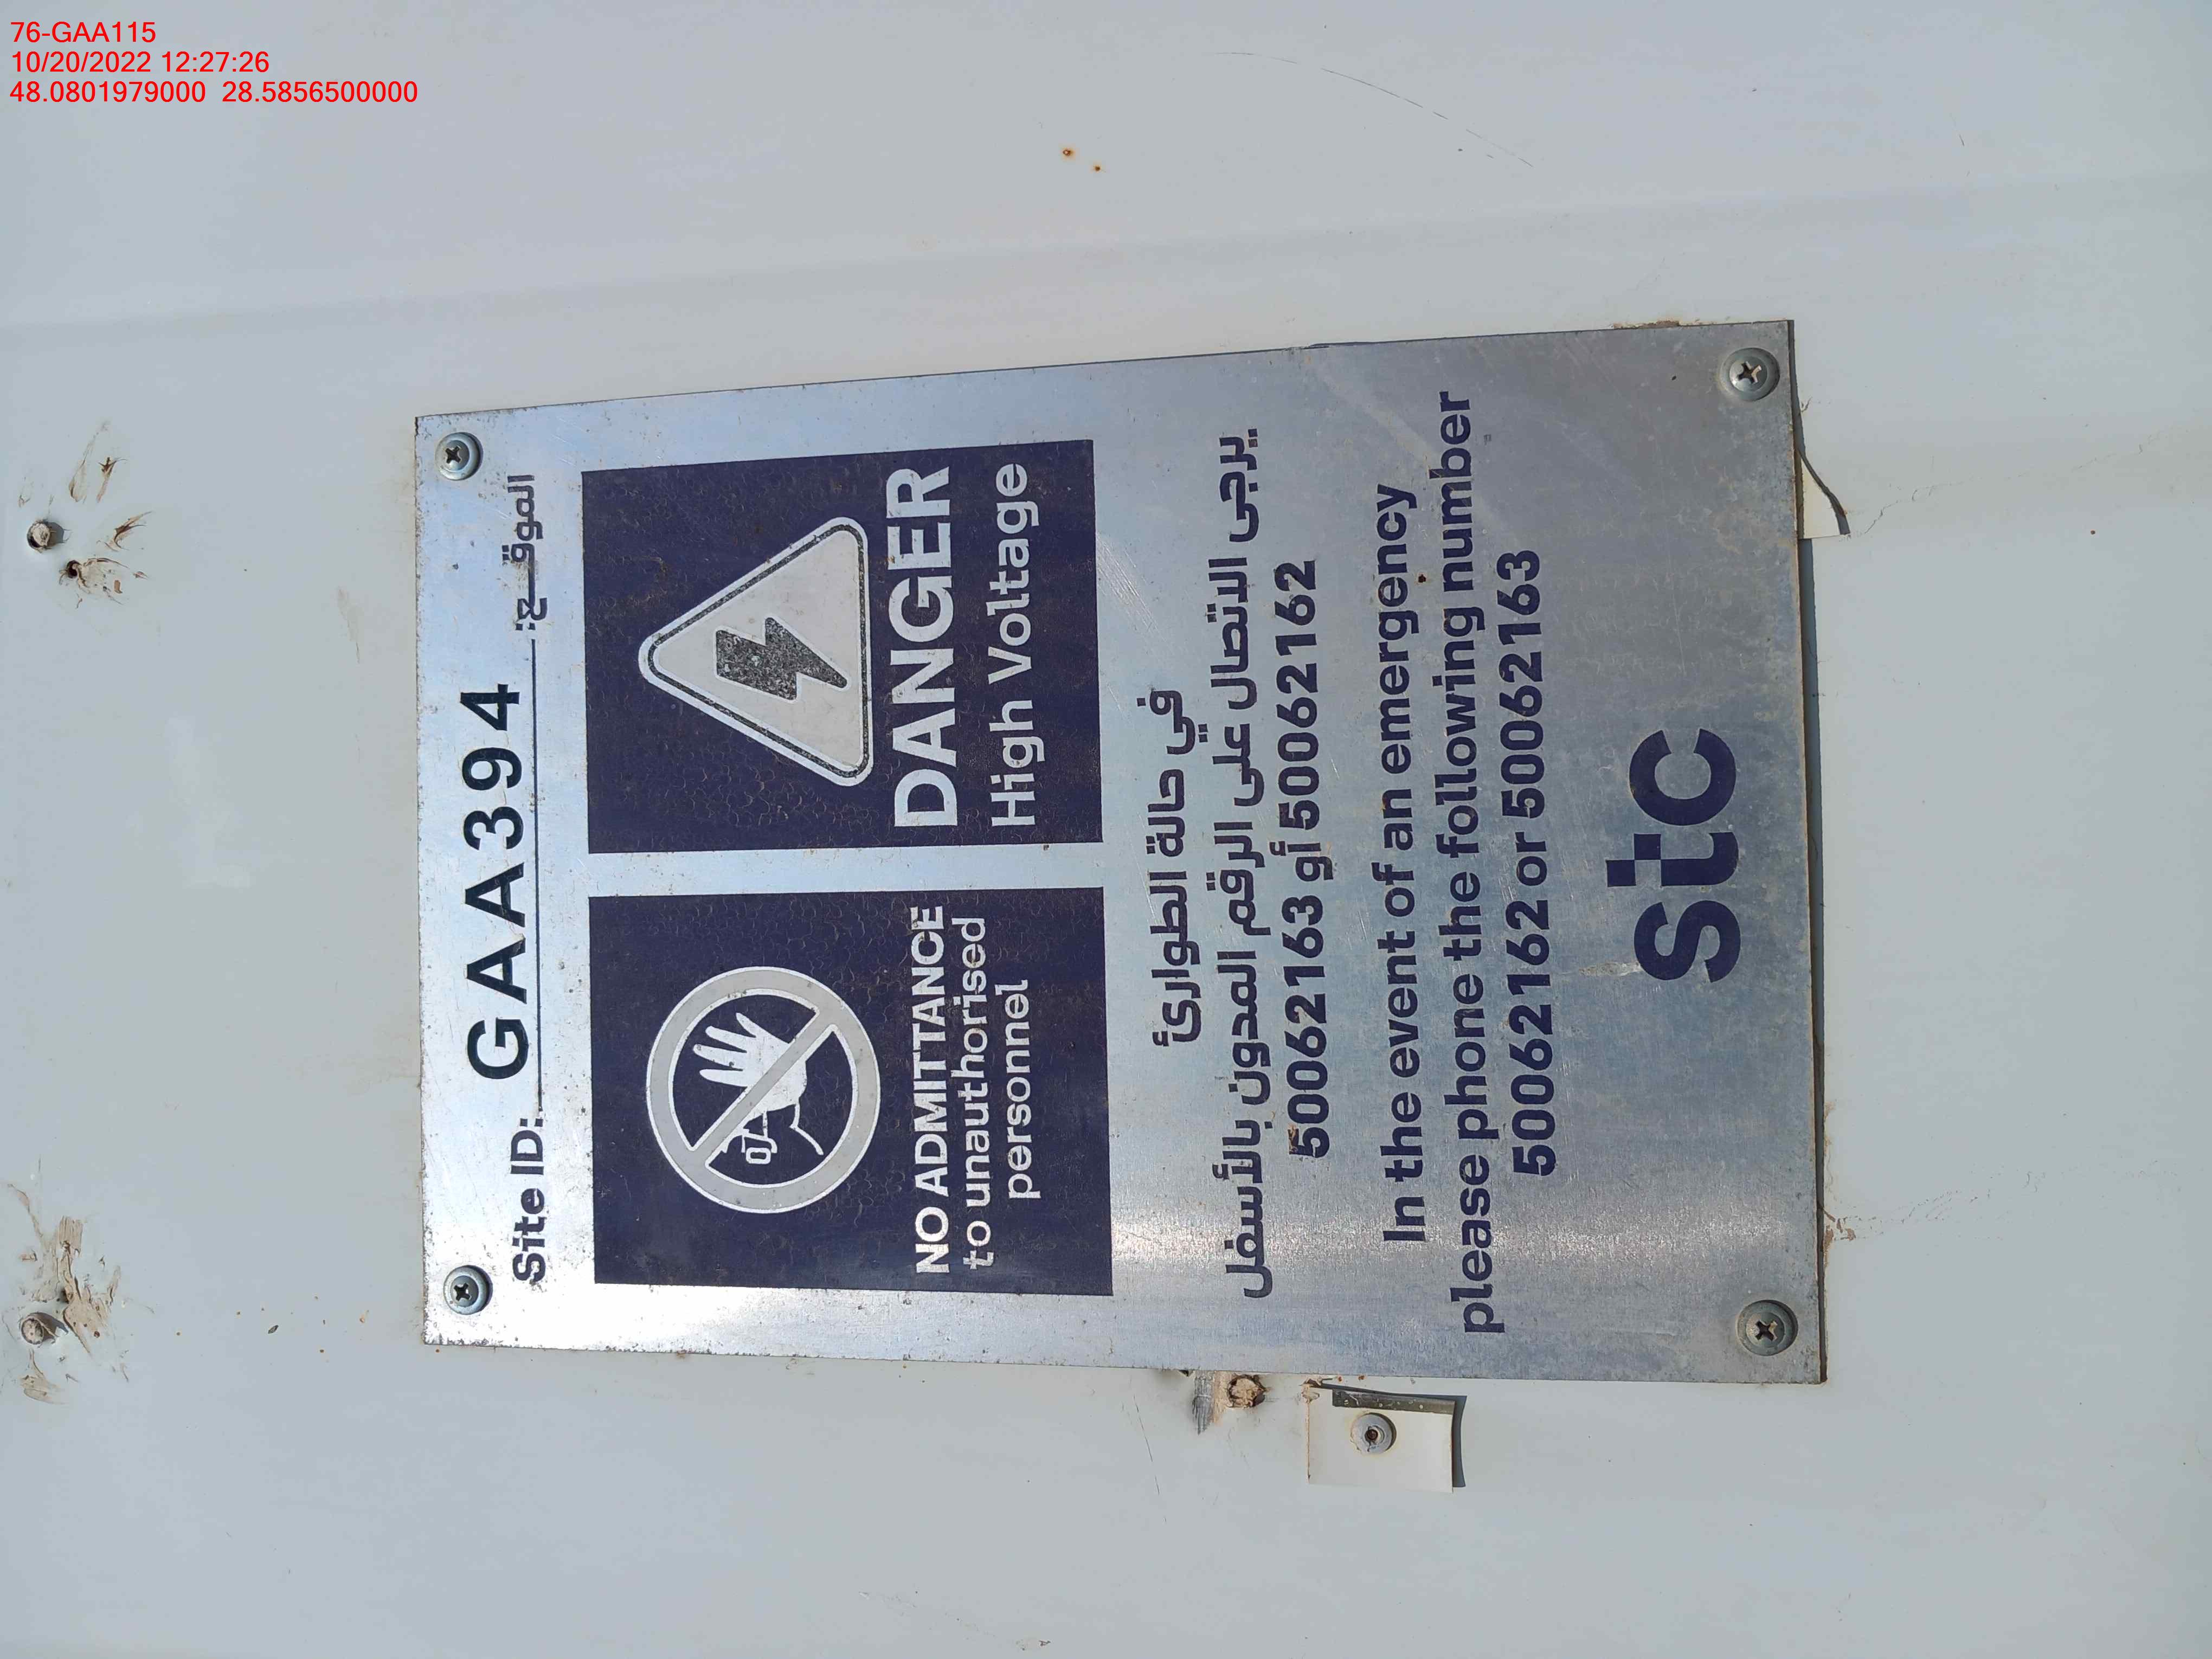 76-GAA115
10/20/2022 12:27:26
48.0801979000 28.5856500000
Site ID: GAA394 الموقـــع:
NO ADMITTANCE
to unauthorised
personnel
DANGER
High Voltage
في حالة الطوارئ
يرجى الاتصال على الرقم المدون بالأسفل
50062163 أو 50062162
In the event of an emergency
please phone the following number
50062162 or 50062163
stc